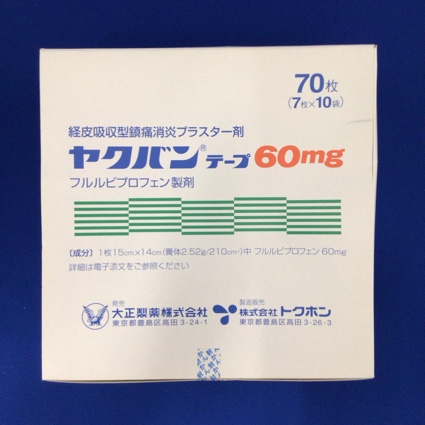 70枚
(7枚×10袋)
経皮吸収型鎮痛消炎プラスター剤
ヤクバン®テープ 60mg
フルルビプロフェン製剤
〔成分〕 1枚15cm×14cm(膏体2.52g/210cm²)中 フルルビプロフェン60mg
詳細は電子添文をご参照ください
発売
大正製薬株式会社
東京都豊島区高田3-24-1
製造販売
株式会社トクホン
東京都豊島区高田3-26-3